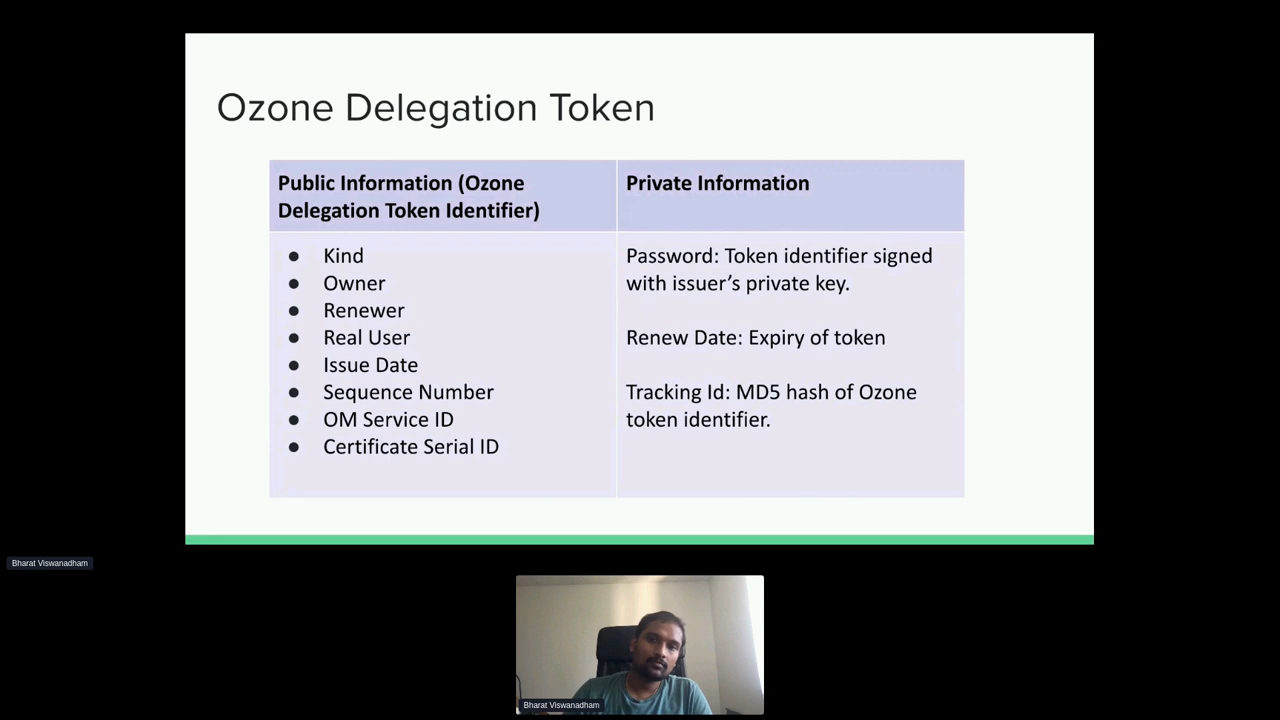 Ozone Delegation Token
Public Information (Ozone
Delegation Token Identifier)
Private Information
● Kind
● Owner
● Renewer
● Real User
● Issue Date
● Sequence Number
● OM Service ID
● Certificate Serial ID
Password: Token identifier signed
with issuer’s private key.
Renew Date: Expiry of token
Tracking Id: MD5 hash of Ozone
token identifier.
Bharat Viswanadham
Bharat Viswanadham